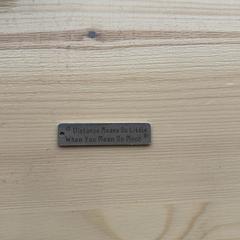 Distance Means So Little
When You Mean So Much